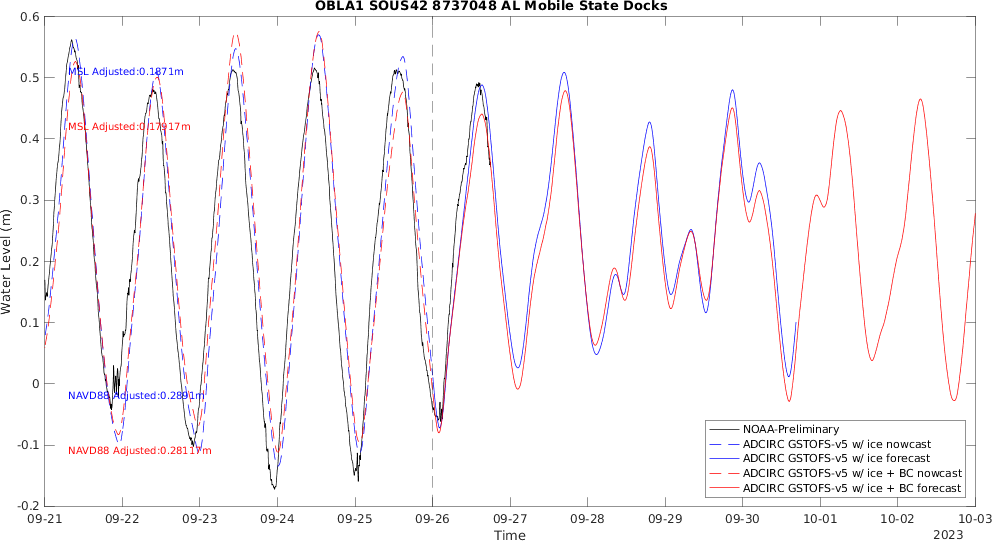 OBLA1 SOUS42 8737048 AL Mobile State Docks
0.6
0.5
0.4
0.3
0.2
0.1
0
-0.1
-0.2
Water Level (m)
MSL Adjusted:0.1871m
MSL Adjusted:0.17917m
NAVD88 Adjusted:0.2891m
NAVD88 Adjusted:0.28117m
NOAA-Preliminary
ADCIRC GSTOFS-v5 w/ ice nowcast
ADCIRC GSTOFS-v5 w/ ice forecast
ADCIRC GSTOFS-v5 w/ ice + BC nowcast
ADCIRC GSTOFS-v5 w/ ice + BC forecast
09-21 09-22 09-23 09-24 09-25 09-26 09-27 09-28 09-29 09-30 10-01 10-02 10-03
Time
2023